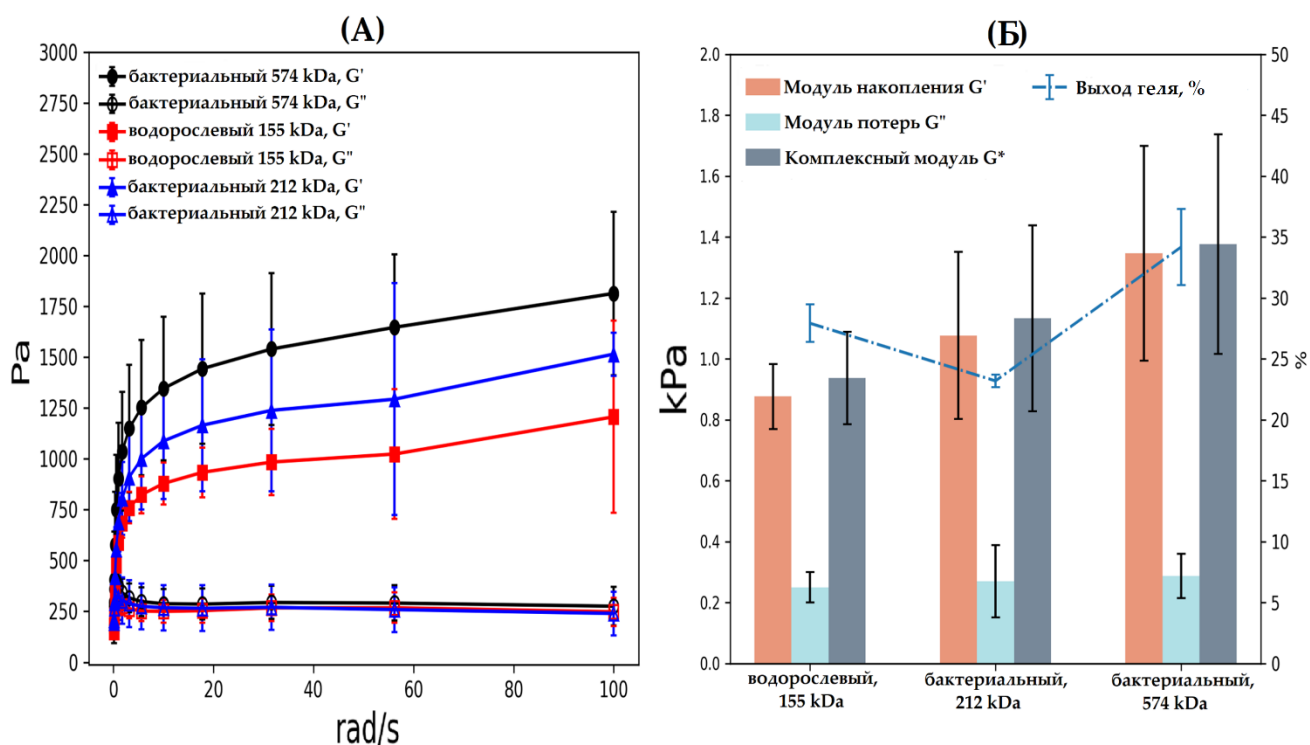 (А)
3000
2750
2500
2250
2000
1750
1500
1250
1000
750
500
250
0
Pa
бактериальный 574 kDa, G'
бактериальный 574 kDa, G"
водорослевый 155 kDa, G'
водорослевый 155 kDa, G"
бактериальный 212 kDa, G'
бактериальный 212 kDa, G"
0 20 40 60 80 100
rad/s
(Б)
2.0
1.8
1.6
1.4
1.2
1.0
0.8
0.6
0.4
0.2
0.0
kPa
Модуль накопления G'
Модуль потерь G"
Комплексный модуль G*
Выход геля, %
50
45
40
35
30
25
20
15
10
5
0
%
водорослевый,
155 kDa
бактериальный,
212 kDa
бактериальный,
574 kDa